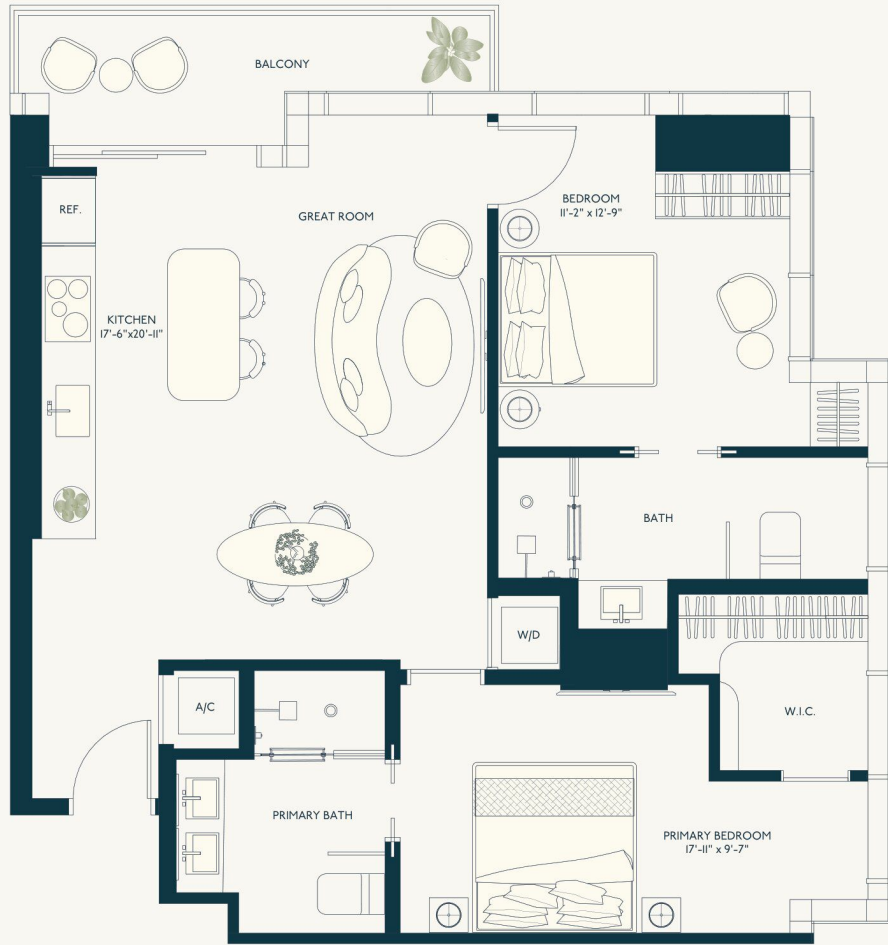 BALCONY
REF.
GREAT ROOM
BEDROOM
11'-2" x 12'-9"
KITCHEN
17'-6"x20'-11"
BATH
W/D
A/C
W.I.C.
PRIMARY BATH
PRIMARY BEDROOM
17'-11" x 9'-7"